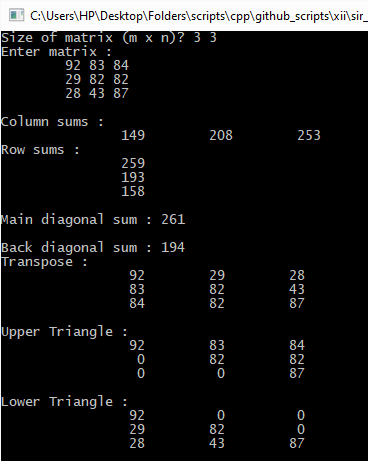 C:\Users\HP\Desktop\Folders\scripts\cpp\github_scripts\xii\sir_
Size of matrix (m x n)? 3 3
Enter matrix :
92 83 84
29 82 82
28 43 87
Column sums :
149 208 253
Row sums :
259
193
158
Main diagonal sum : 261
Back diagonal sum : 194
Transpose :
92 29 28
83 82 43
84 82 87
Upper Triangle :
92 83 84
0 82 82
0 0 87
Lower Triangle :
92 0 0
29 82 0
28 43 87